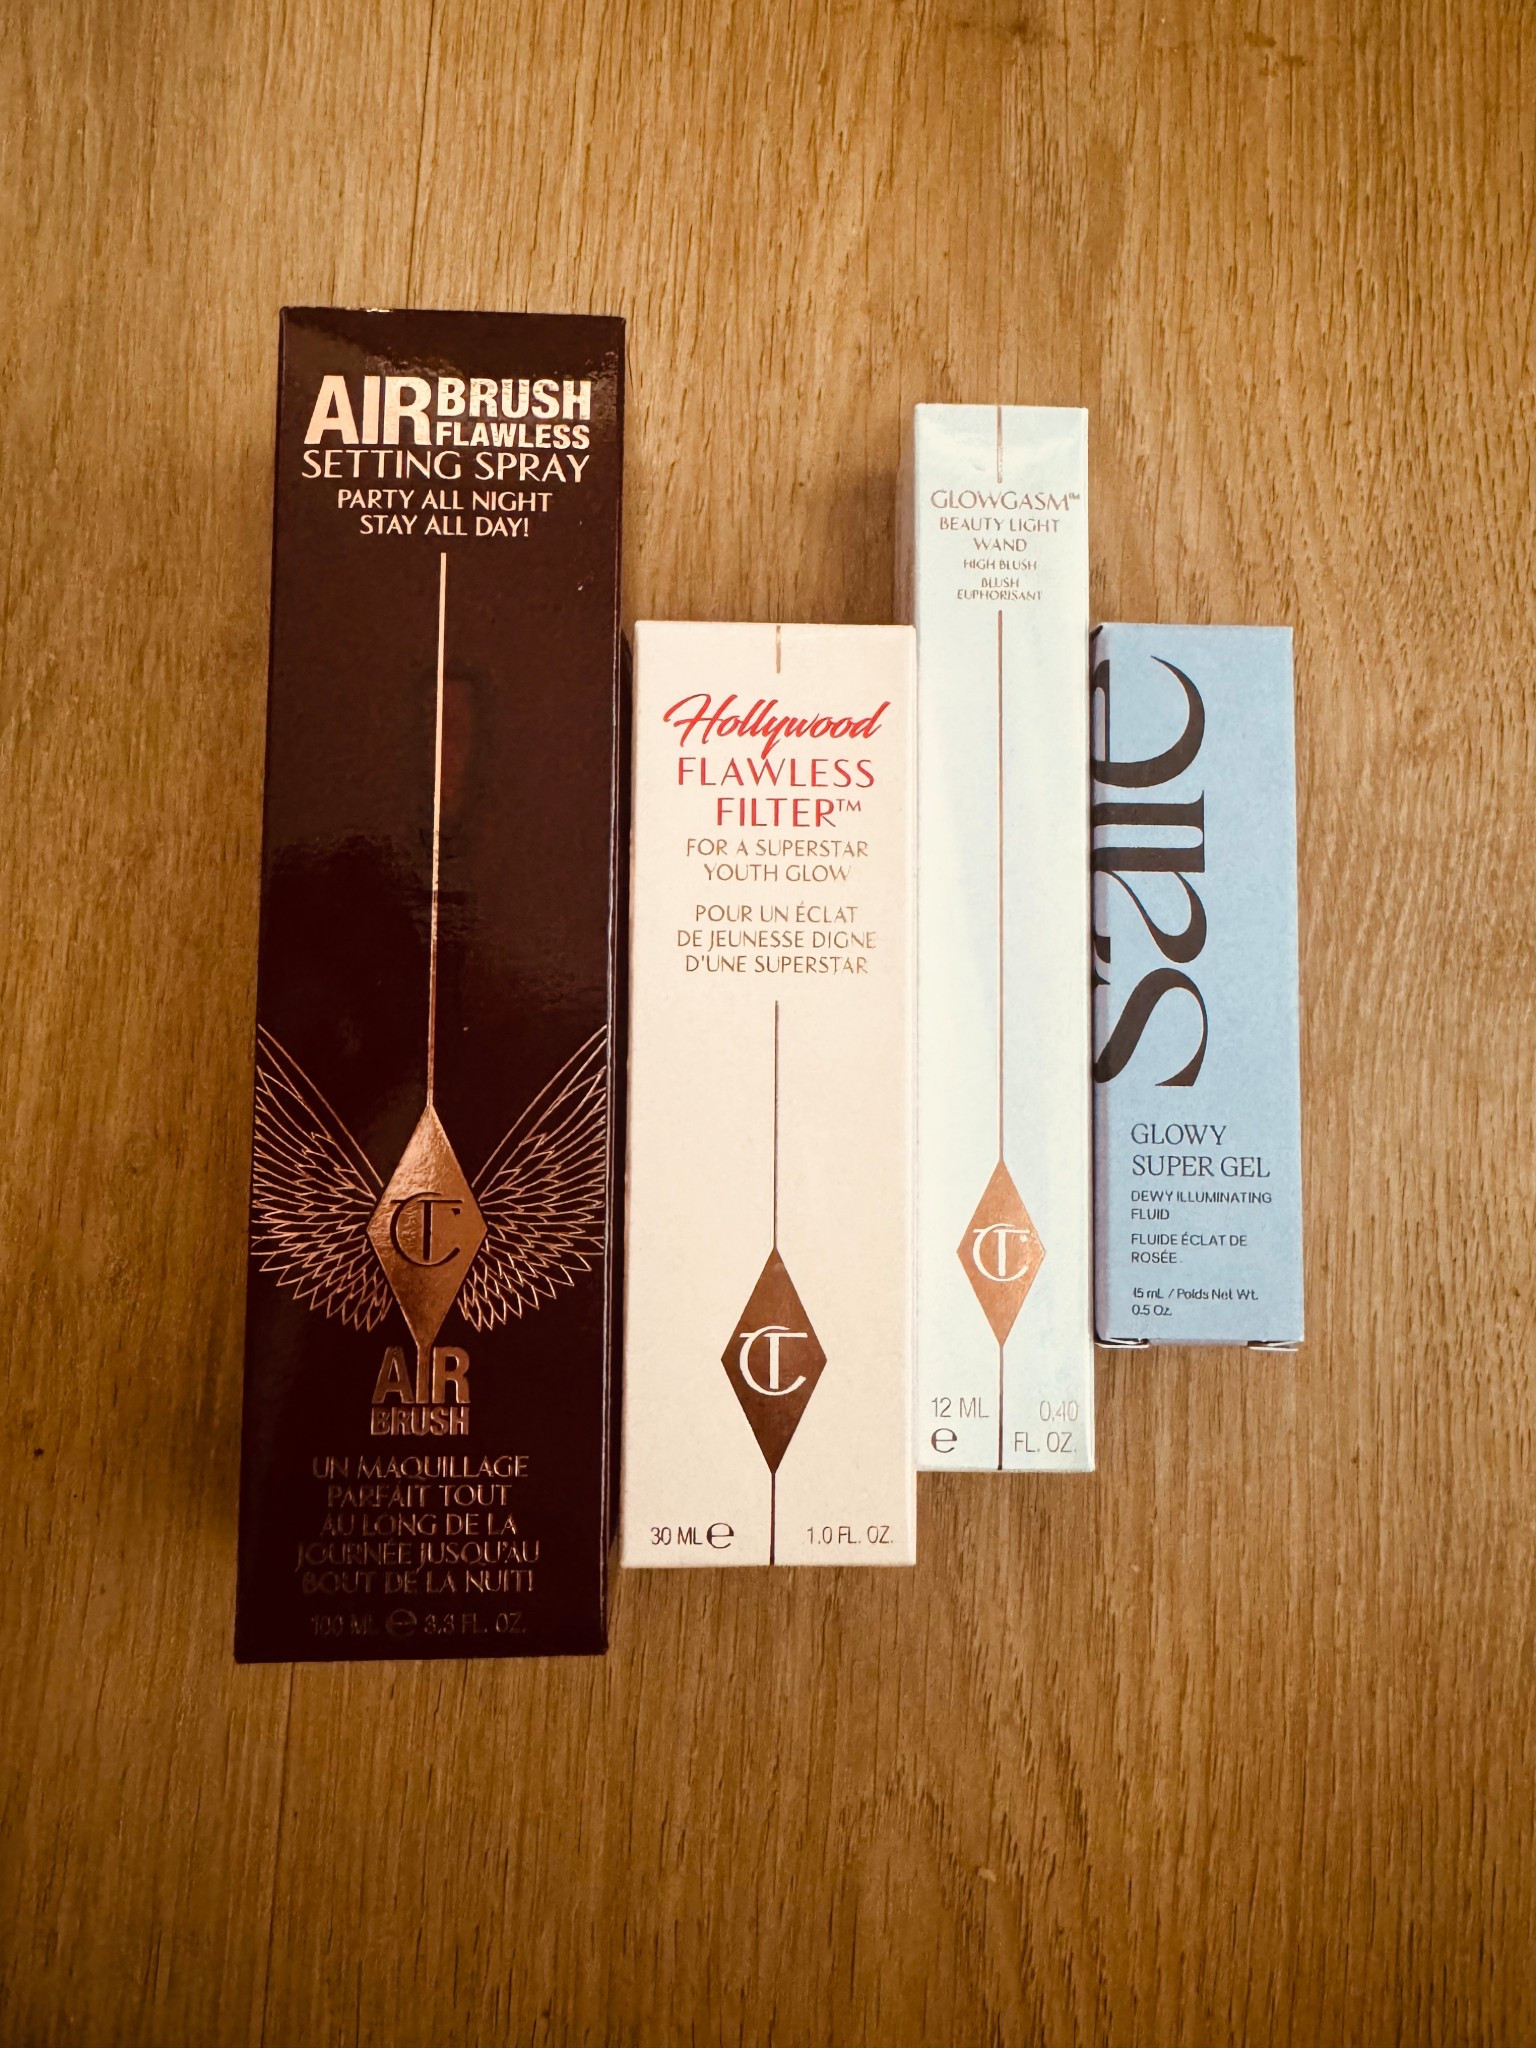 AIRBRUSH
FLAWLESS
SETTING SPRAY
PARTY ALL NIGHT
STAY ALL DAY!
CT
AIR
BRUSH
UN MAQUILLAGE
PARFAIT TOUT
AU LONG DE LA
JOURNÉE JUSQU'AU
BOUT DE LA NUIT!
100 ML e 3.3 FL. OZ.
Hollywood
FLAWLESS
FILTER™
FOR A SUPERSTAR
YOUTH GLOW
POUR UN ÉCLAT
DE JEUNESSE DIGNE
D'UNE SUPERSTAR
CT
30 ML e 1.0 FL. OZ.
GLOWGASM™
BEAUTY LIGHT
WAND
HIGH BLUSH
BLUSH
EUPHORISANT
CT
12 ML 0,40
e FL. OZ.
saie
GLOWY
SUPER GEL
DEWY ILLUMINATING
FLUID
FLUIDE ÉCLAT DE
ROSÉE
15 mL / Poids Net Wt.
0.5 Oz.